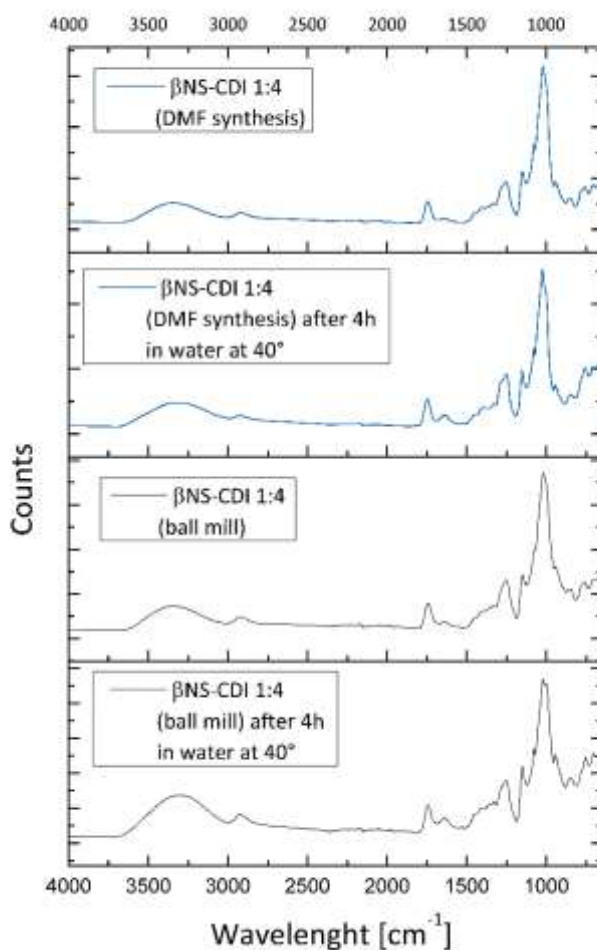 4000 3500 3000 2500 2000 1500 1000
βNS-CDI 1:4
(DMF synthesis)
βNS-CDI 1:4
(DMF synthesis) after 4h
in water at 40°
βNS-CDI 1:4
(ball mill)
βNS-CDI 1:4
(ball mill) after 4h
in water at 40°
Counts
4000 3500 3000 2500 2000 1500 1000
Wavelenght [cm⁻¹]